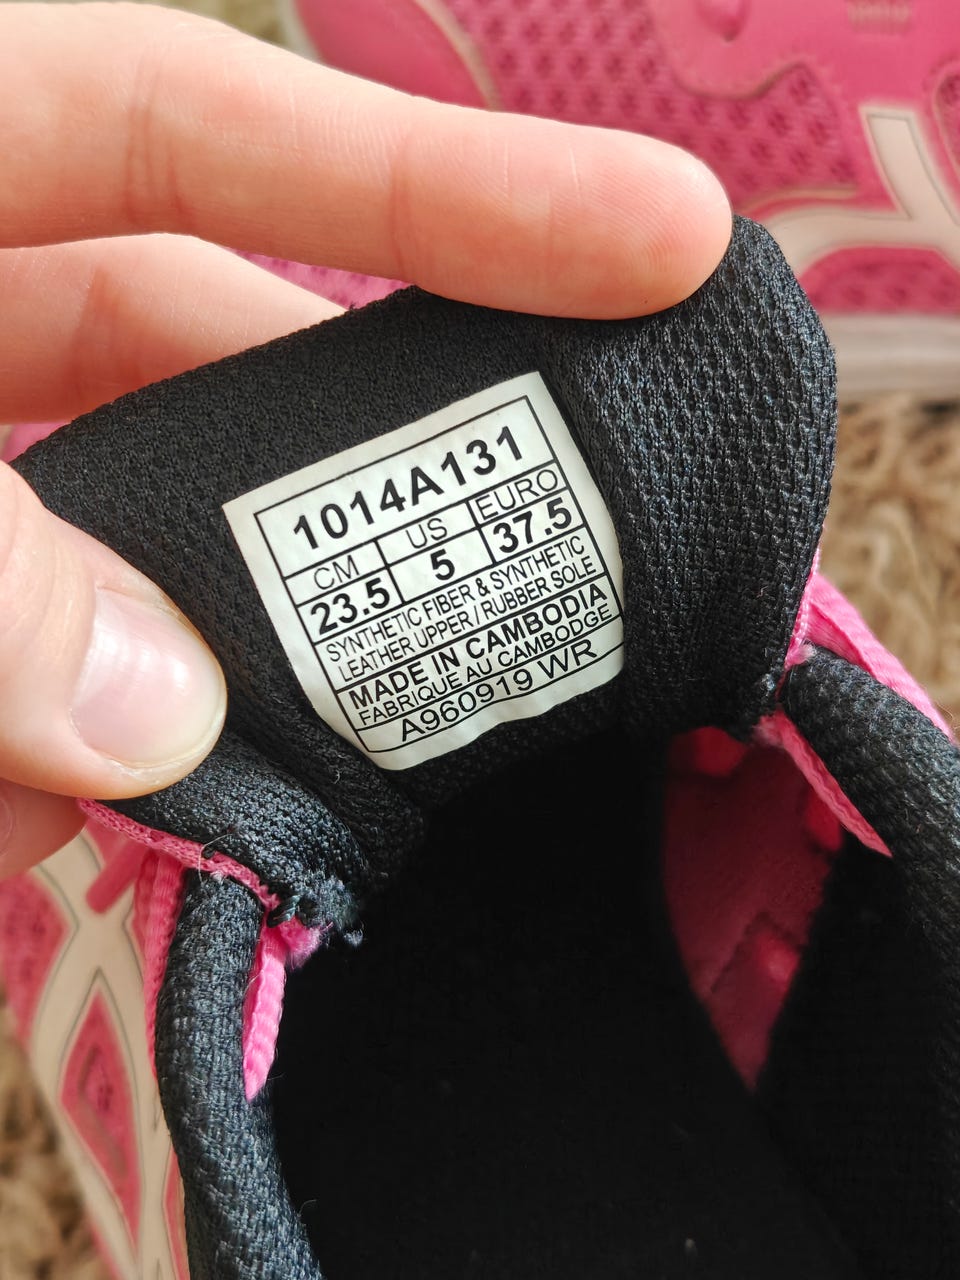 1014A131
CM US EURO
23.5 5 37.5
SYNTHETIC FIBER & SYNTHETIC
LEATHER UPPER / RUBBER SOLE
MADE IN CAMBODIA
FABRIQUE AU CAMBODGE
A960919 WR